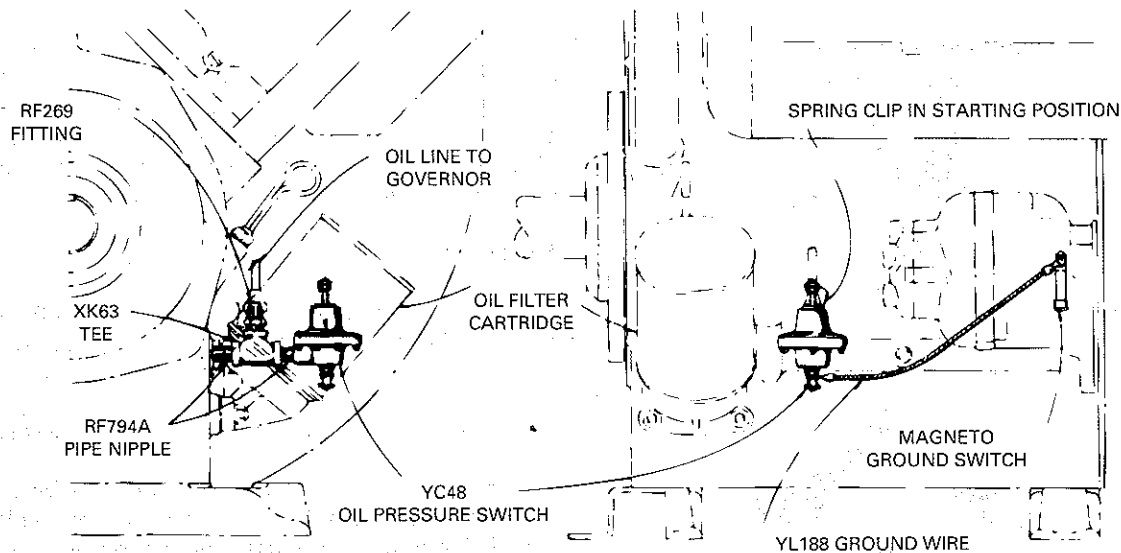 RF269
FITTING
OIL LINE TO
GOVERNOR
SPRING CLIP IN STARTING POSITION
XK63
TEE
OIL FILTER
CARTRIDGE
RF794A
PIPE NIPPLE
YC48
OIL PRESSURE SWITCH
MAGNETO
GROUND SWITCH
YL188 GROUND WIRE